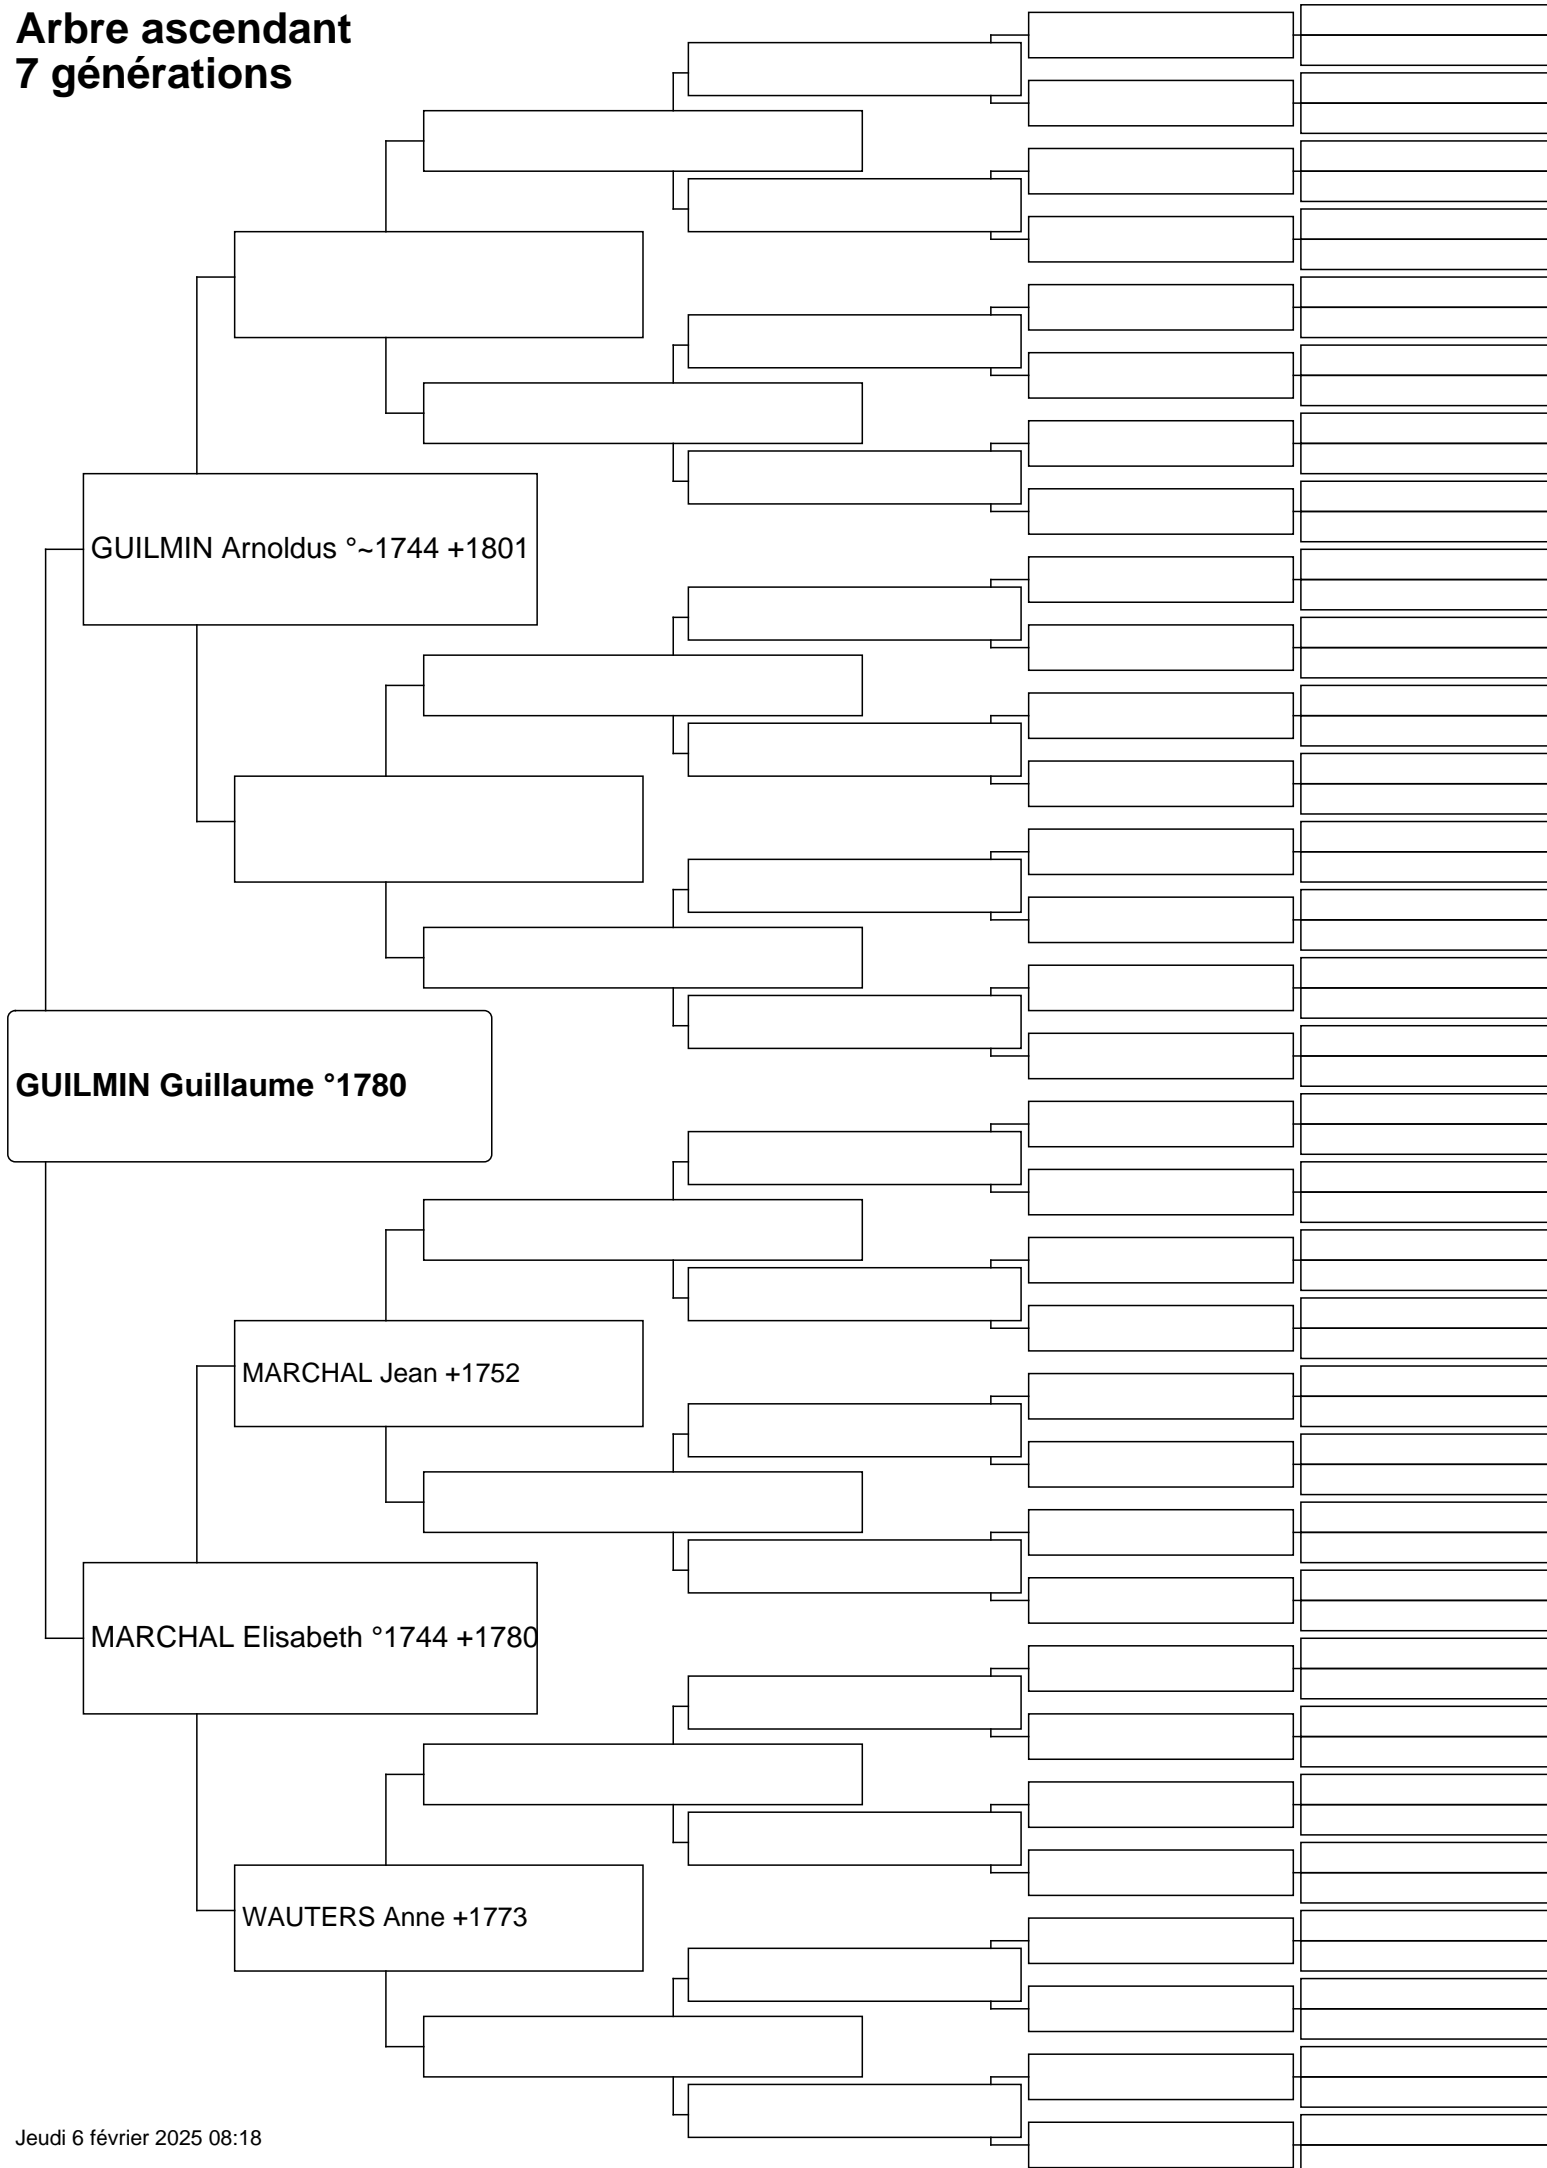 Arbre ascendant
7 générations
GUILMIN Arnoldus °~1744 +1801
GUILMIN Guillaume °1780
MARCHAL Jean +1752
MARCHAL Elisabeth °1744 +1780
WAUTERS Anne +1773
Jeudi 6 février 2025 08:18